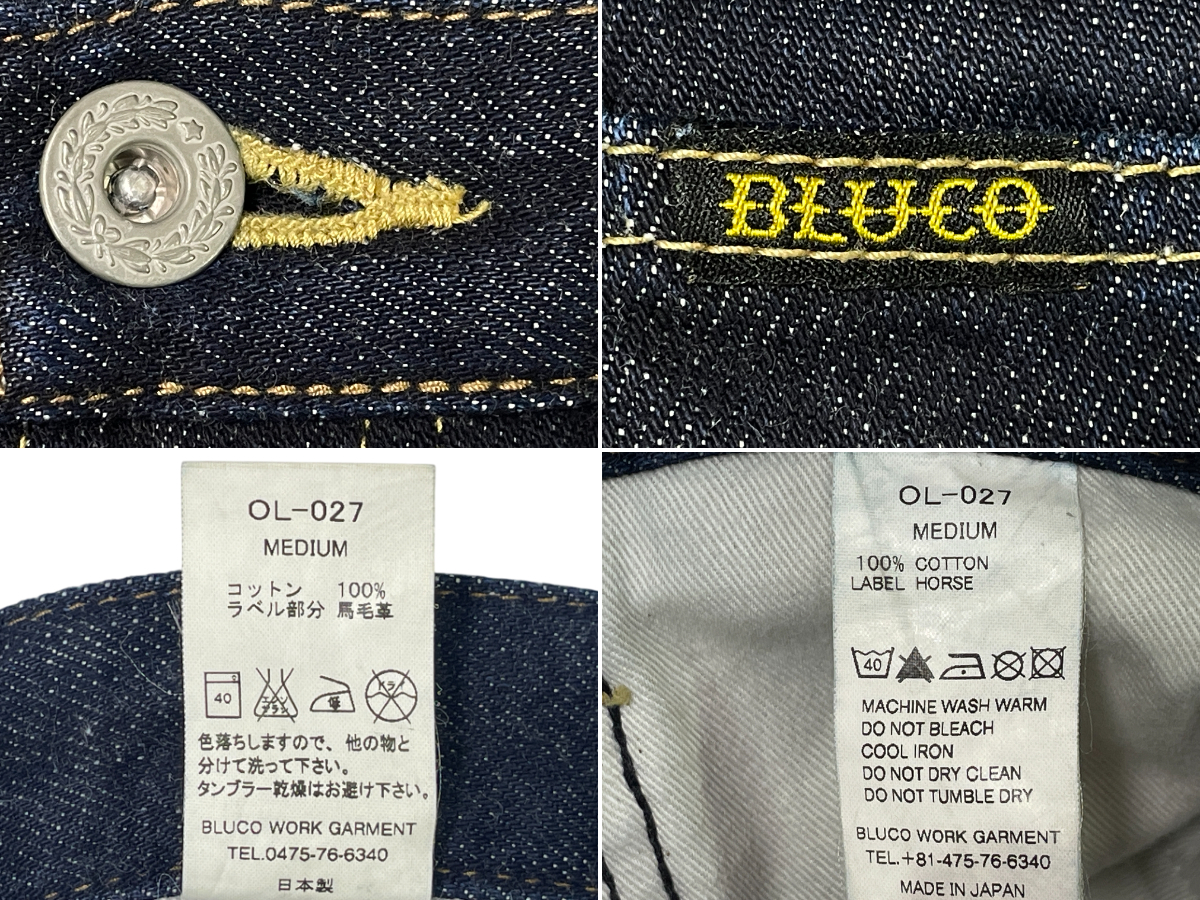 BLUCO
OL-027
MEDIUM
コットン 100%
ラベル部分 馬毛革
40
エンソ
ドラ
色落ちしますので、他の物と
分けて洗って下さい。
タンブラー乾燥はお避け下さい。
BLUCO WORK GARMENT
TEL.0475-76-6340
日本製
OL-027
MEDIUM
100% COTTON
LABEL HORSE
40
MACHINE WASH WARM
DO NOT BLEACH
COOL IRON
DO NOT DRY CLEAN
DO NOT TUMBLE DRY
BLUCO WORK GARMENT
TEL.+81-475-76-6340
MADE IN JAPAN